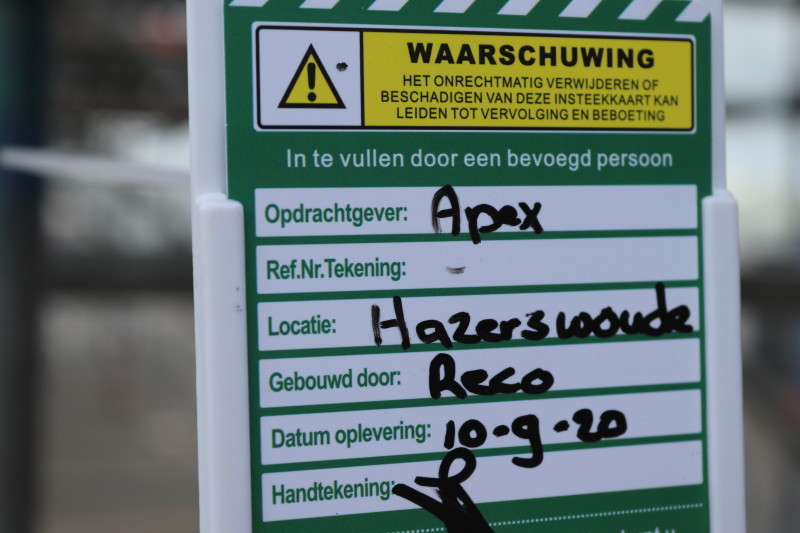 WAARSCHUWING
HET ONRECHTMATIG VERWIJDEREN OF
BESCHADIGEN VAN DEZE INSTEEKKAART KAN
LEIDEN TOT VERVOLGING EN BEBOETING
In te vullen door een bevoegd persoon
Opdrachtgever: Apex
Ref.Nr.Tekening: -
Locatie: Hazerswoude
Gebouwd door: Reco
Datum oplevering: 10-9-20
Handtekening: